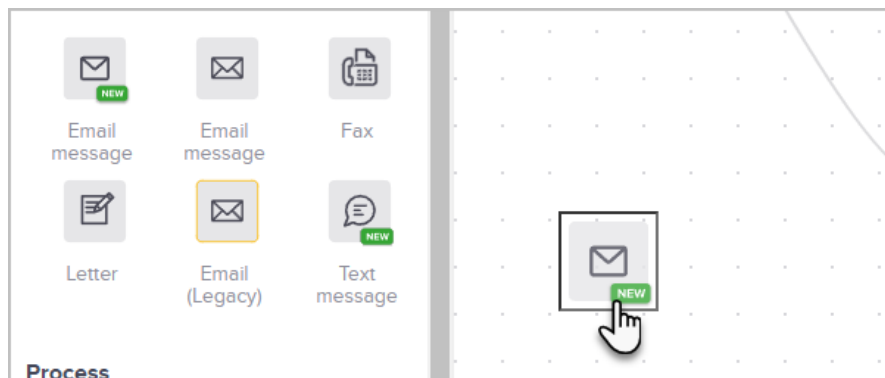 NEW
Email
message
Email
message
Fax
Letter
Email
(Legacy)
NEW
Text
message
NEW
Process